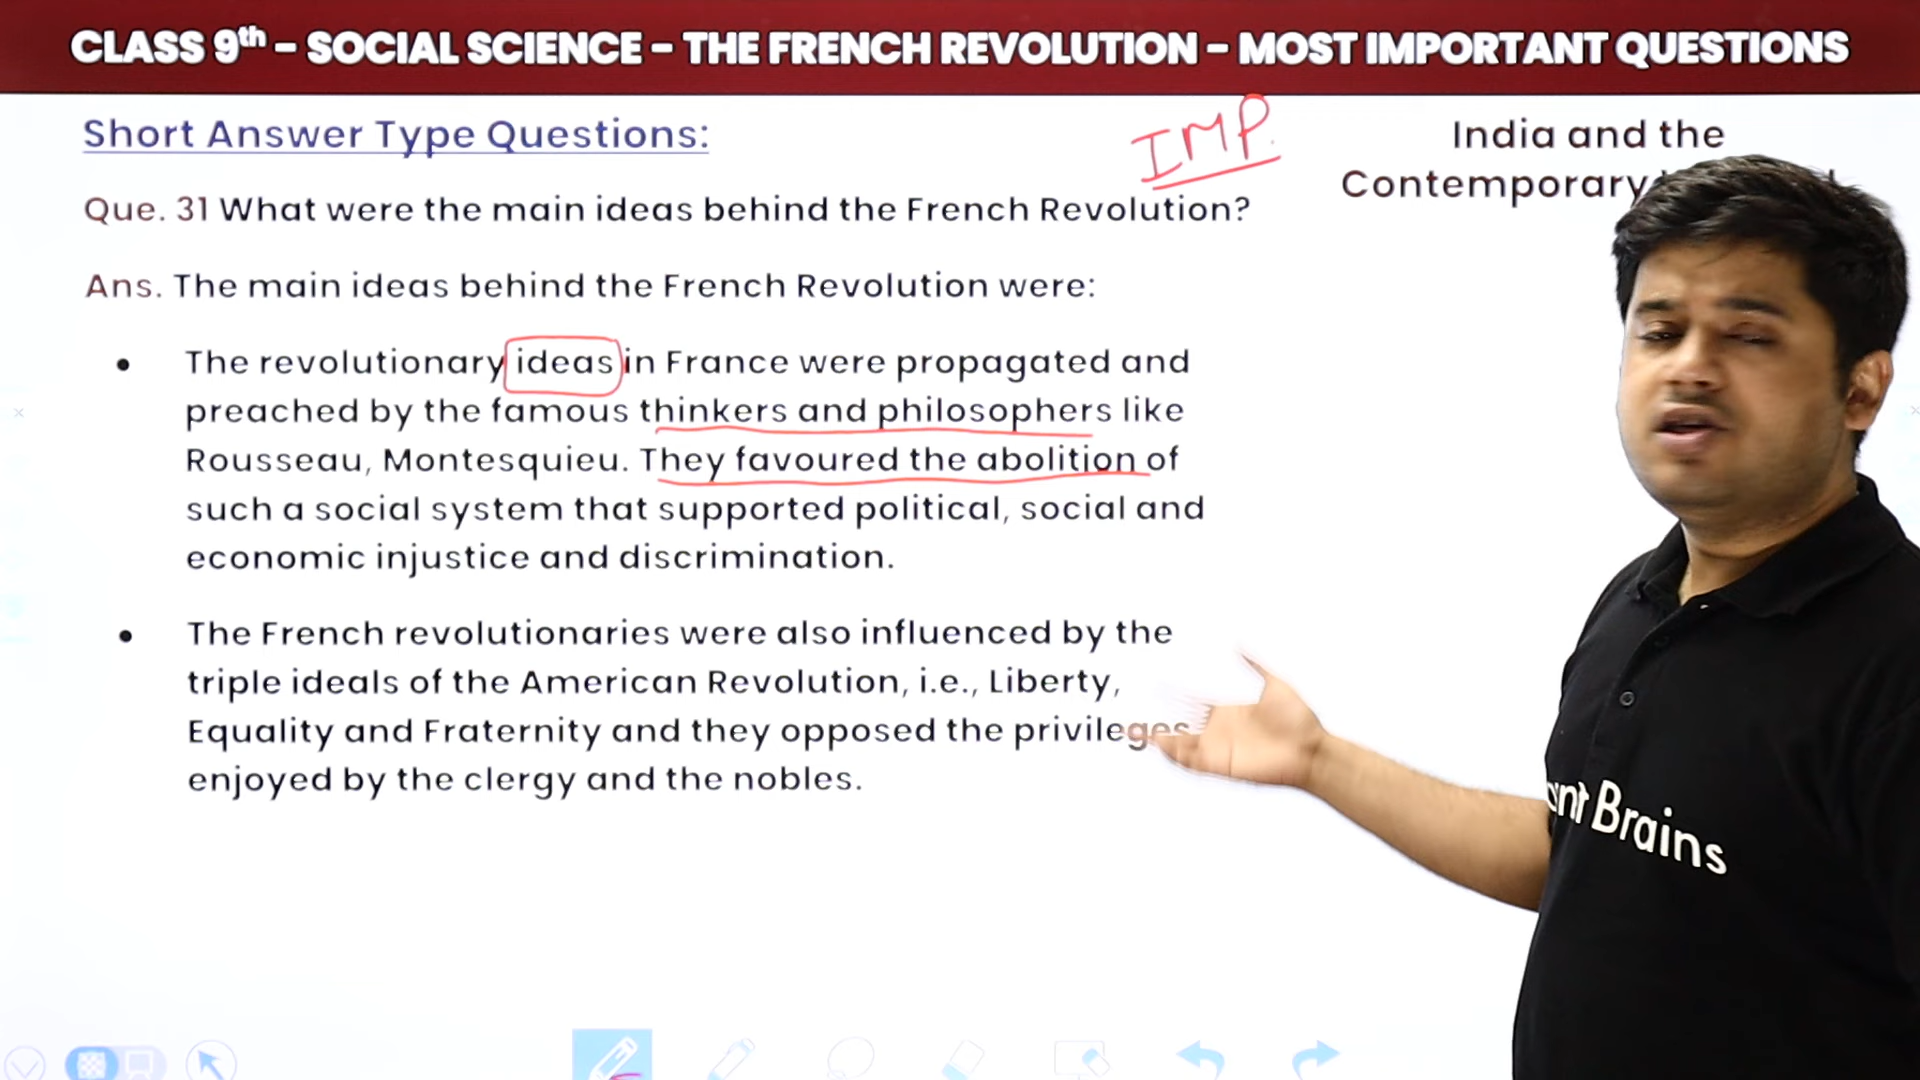 CLASS 9th – SOCIAL SCIENCE – THE FRENCH REVOLUTION – MOST IMPORTANT QUESTIONS
Short Answer Type Questions:
IMP.
India and the
Contemporary
Que. 31 What were the main ideas behind the French Revolution?
Ans. The main ideas behind the French Revolution were:
• The revolutionary ideas in France were propagated and
preached by the famous thinkers and philosophers like
Rousseau, Montesquieu. They favoured the abolition of
such a social system that supported political, social and
economic injustice and discrimination.
• The French revolutionaries were also influenced by the
triple ideals of the American Revolution, i.e., Liberty,
Equality and Fraternity and they opposed the privileges
enjoyed by the clergy and the nobles.
Brains